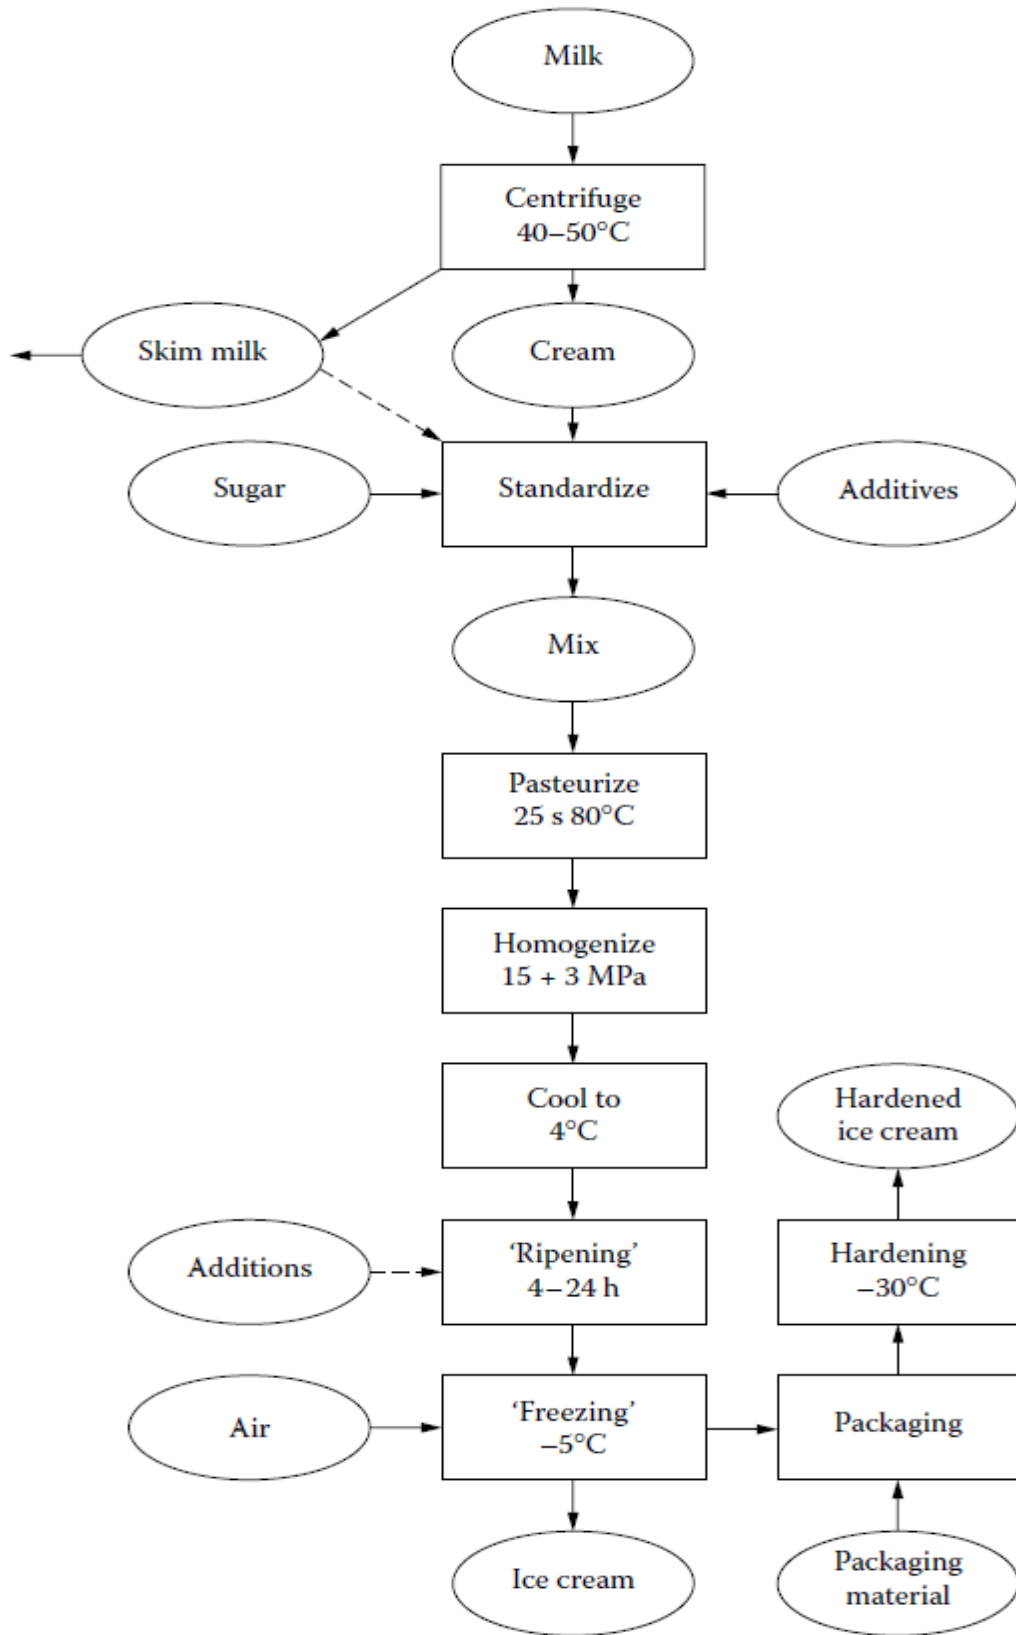 Milk
Centrifuge
40–50°C
Skim milk
Cream
Sugar
Standardize
Additives
Mix
Pasteurize
25 s 80°C
Homogenize
15 + 3 MPa
Cool to
4°C
Hardened
ice cream
Additions
‘Ripening’
4–24 h
Hardening
–30°C
Air
‘Freezing’
–5°C
Packaging
Ice cream
Packaging
material